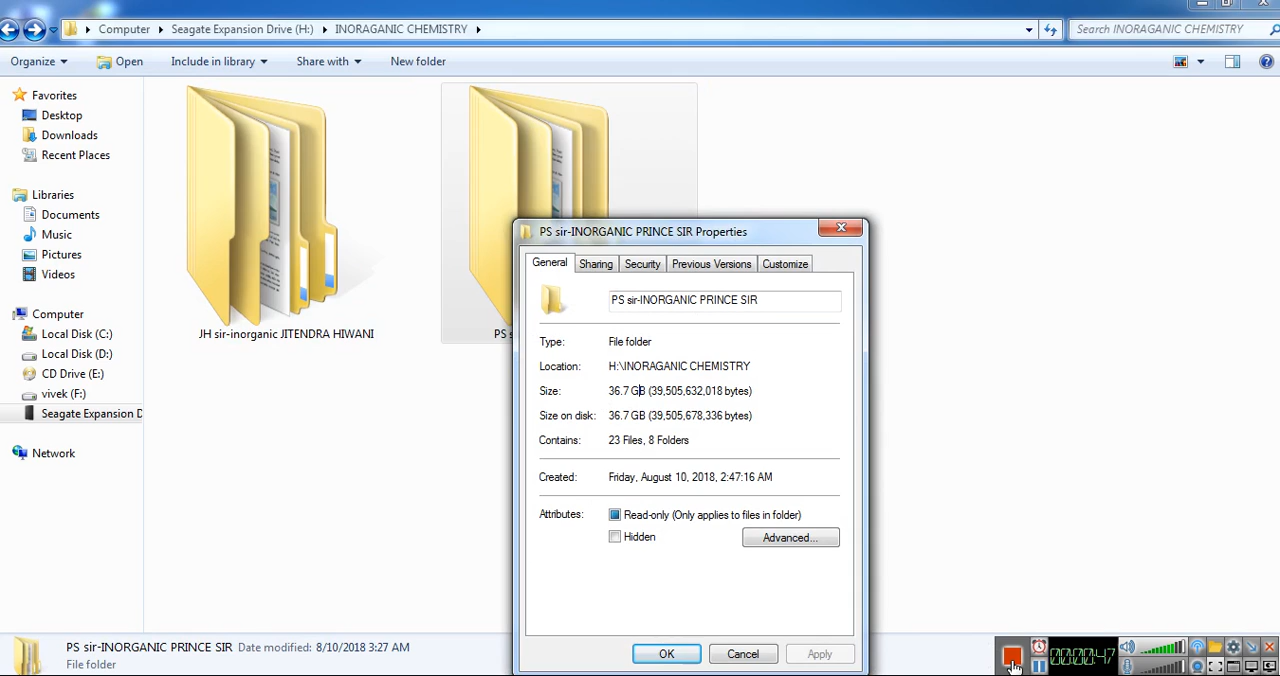 Computer Seagate Expansion Drive (H:) INORAGANIC CHEMISTRY
Search INORAGANIC CHEMISTRY
Organize Open Include in library Share with New folder
Favorites
Desktop
Downloads
Recent Places
Libraries
Documents
Music
Pictures
Videos
Computer
Local Disk (C:)
Local Disk (D:)
CD Drive (E:)
vivek (F:)
Seagate Expansion D
Network
JH sir-inorganic JITENDRA HIWANI
PS s
PS sir-INORGANIC PRINCE SIR Properties
General Sharing Security Previous Versions Customize
PS sir-INORGANIC PRINCE SIR
Type: File folder
Location: H:\INORAGANIC CHEMISTRY
Size: 36.7 GB (39,505,632,018 bytes)
Size on disk: 36.7 GB (39,505,678,336 bytes)
Contains: 23 Files, 8 Folders
Created: Friday, August 10, 2018, 2:47:16 AM
Attributes: Read-only (Only applies to files in folder)
Hidden Advanced...
OK Cancel Apply
PS sir-INORGANIC PRINCE SIR Date modified: 8/10/2018 3:27 AM
File folder
00:00:47